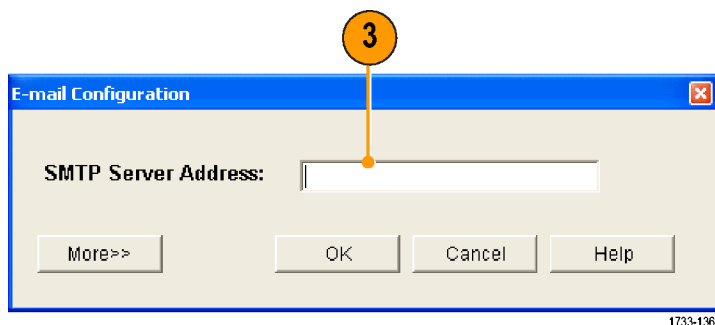 3
E-mail Configuration
SMTP Server Address:
More>> OK Cancel Help
1733-136